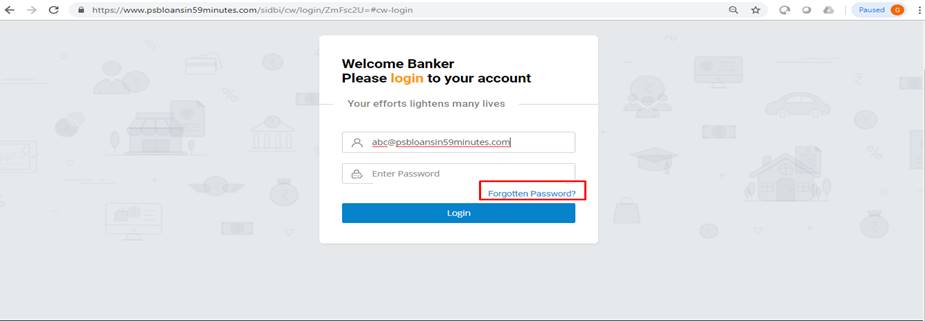 https://www.psbloansin59minutes.com/sidbi/cw/login/ZmFsc2U=#cw-login
Paused
G
Welcome Banker
Please login to your account
Your efforts lightens many lives
abc@psbloansin59minutes.com
Enter Password
Forgotten Password?
Login